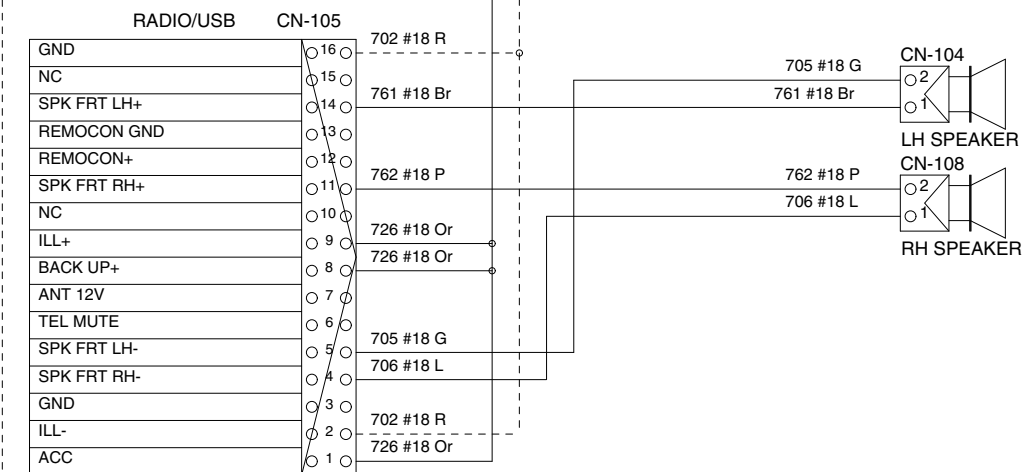 RADIO/USB CN-105
GND 16 702 #18 R
NC 15
SPK FRT LH+ 14 761 #18 Br
REMOCON GND 13
REMOCON+ 12
SPK FRT RH+ 11 762 #18 P
NC 10
ILL+ 9 726 #18 Or
BACK UP+ 8 726 #18 Or
ANT 12V 7
TEL MUTE 6
SPK FRT LH- 5 705 #18 G
SPK FRT RH- 4 706 #18 L
GND 3
ILL- 2 702 #18 R
ACC 1 726 #18 Or
CN-104
705 #18 G 2
761 #18 Br 1
LH SPEAKER
CN-108
762 #18 P 2
706 #18 L 1
RH SPEAKER